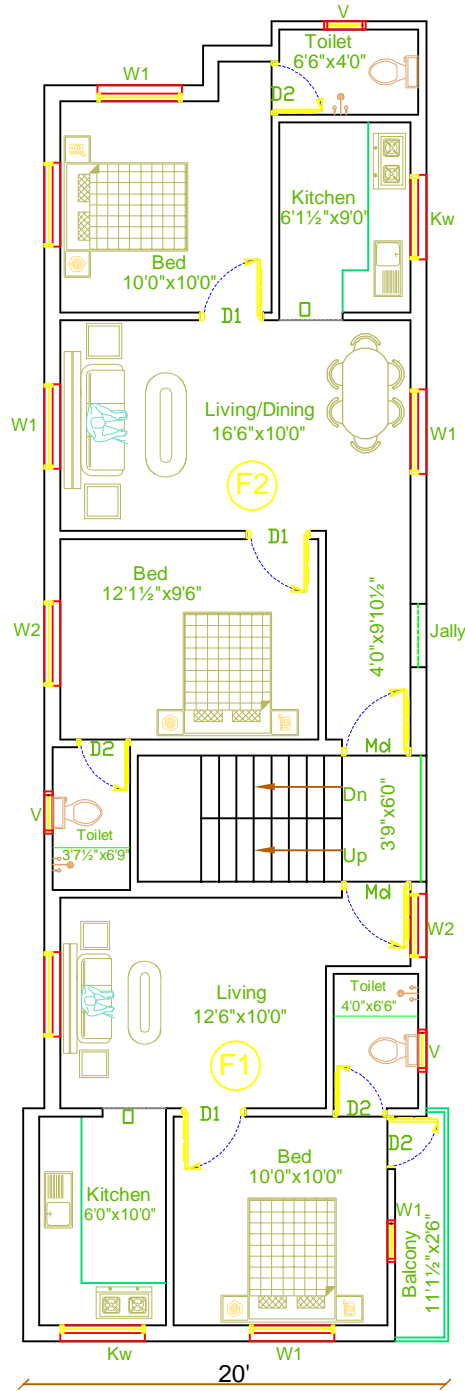 V
Toilet
6'6"x4'0"
W1
D2
Kitchen
6'1½"x9'0"
Kw
Bed
10'0"x10'0"
D1
W1
Living/Dining
16'6"x10'0"
W1
F2
D1
Bed
12'1½"x9'6"
W2
4'0"x9'10½"
Jally
D2
Md
V
Toilet
3'7½"x6'9"
Dn
Up
3'9"x6'0"
Md
W2
Living
12'6"x10'0"
Toilet
4'0"x6'6"
V
F1
D1
D2
D2
Bed
10'0"x10'0"
Kitchen
6'0"x10'0"
W1
Balcony
11'1½"x2'6"
Kw
W1
20'